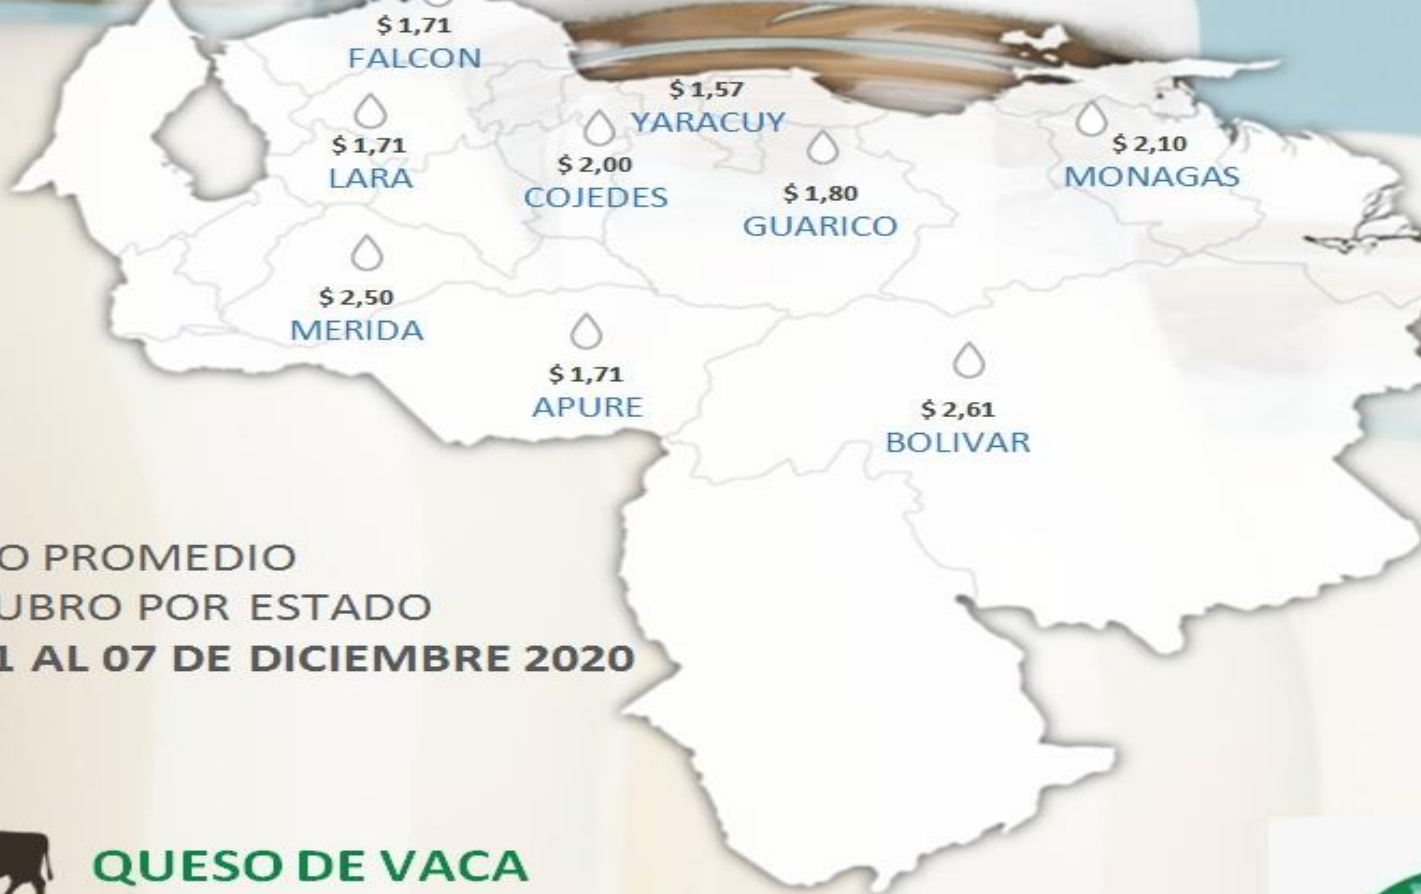 $ 1,71
FALCON
$ 1,57
YARACUY
$ 1,71
LARA
$ 2,00
COJEDES
$ 1,80
GUARICO
$ 2,10
MONAGAS
$ 2,50
MERIDA
$ 1,71
APURE
$ 2,61
BOLIVAR
O PROMEDIO
UBRO POR ESTADO
1 AL 07 DE DICIEMBRE 2020
QUESO DE VACA